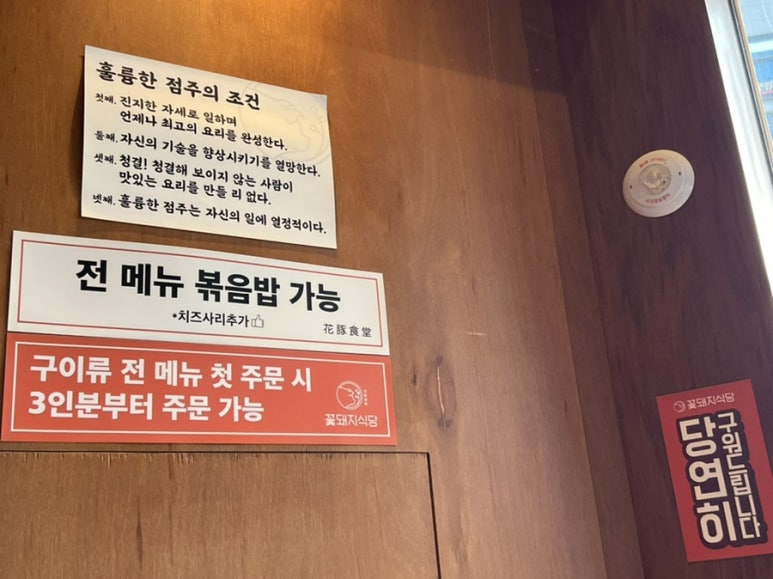 훌륭한 점주의 조건
첫째. 진지한 자세로 일하며
언제나 최고의 요리를 완성한다.
둘째. 자신의 기술을 향상시키기를 열망한다.
셋째. 청결! 청결해 보이지 않는 사람이
맛있는 요리를 만들 리 없다.
넷째. 훌륭한 점주는 자신의 일에 열정적이다.
전 메뉴 볶음밥 가능
*치즈사리추가
花豚食堂
구이류 전 메뉴 첫 주문 시
3인분부터 주문 가능
꽃돼지식당
꽃돼지식당
당연히
구워드립니다